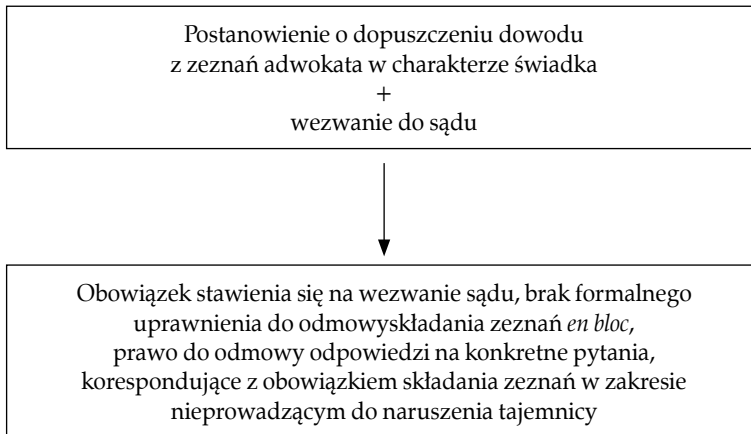 Postanowienie o dopuszczeniu dowodu
z zeznań adwokata w charakterze świadka
+
wezwanie do sądu
Obowiązek stawienia się na wezwanie sądu, brak formalnego
uprawnienia do odmowyskładania zeznań en bloc,
prawo do odmowy odpowiedzi na konkretne pytania,
korespondujące z obowiązkiem składania zeznań w zakresie
nieprowadzącym do naruszenia tajemnicy